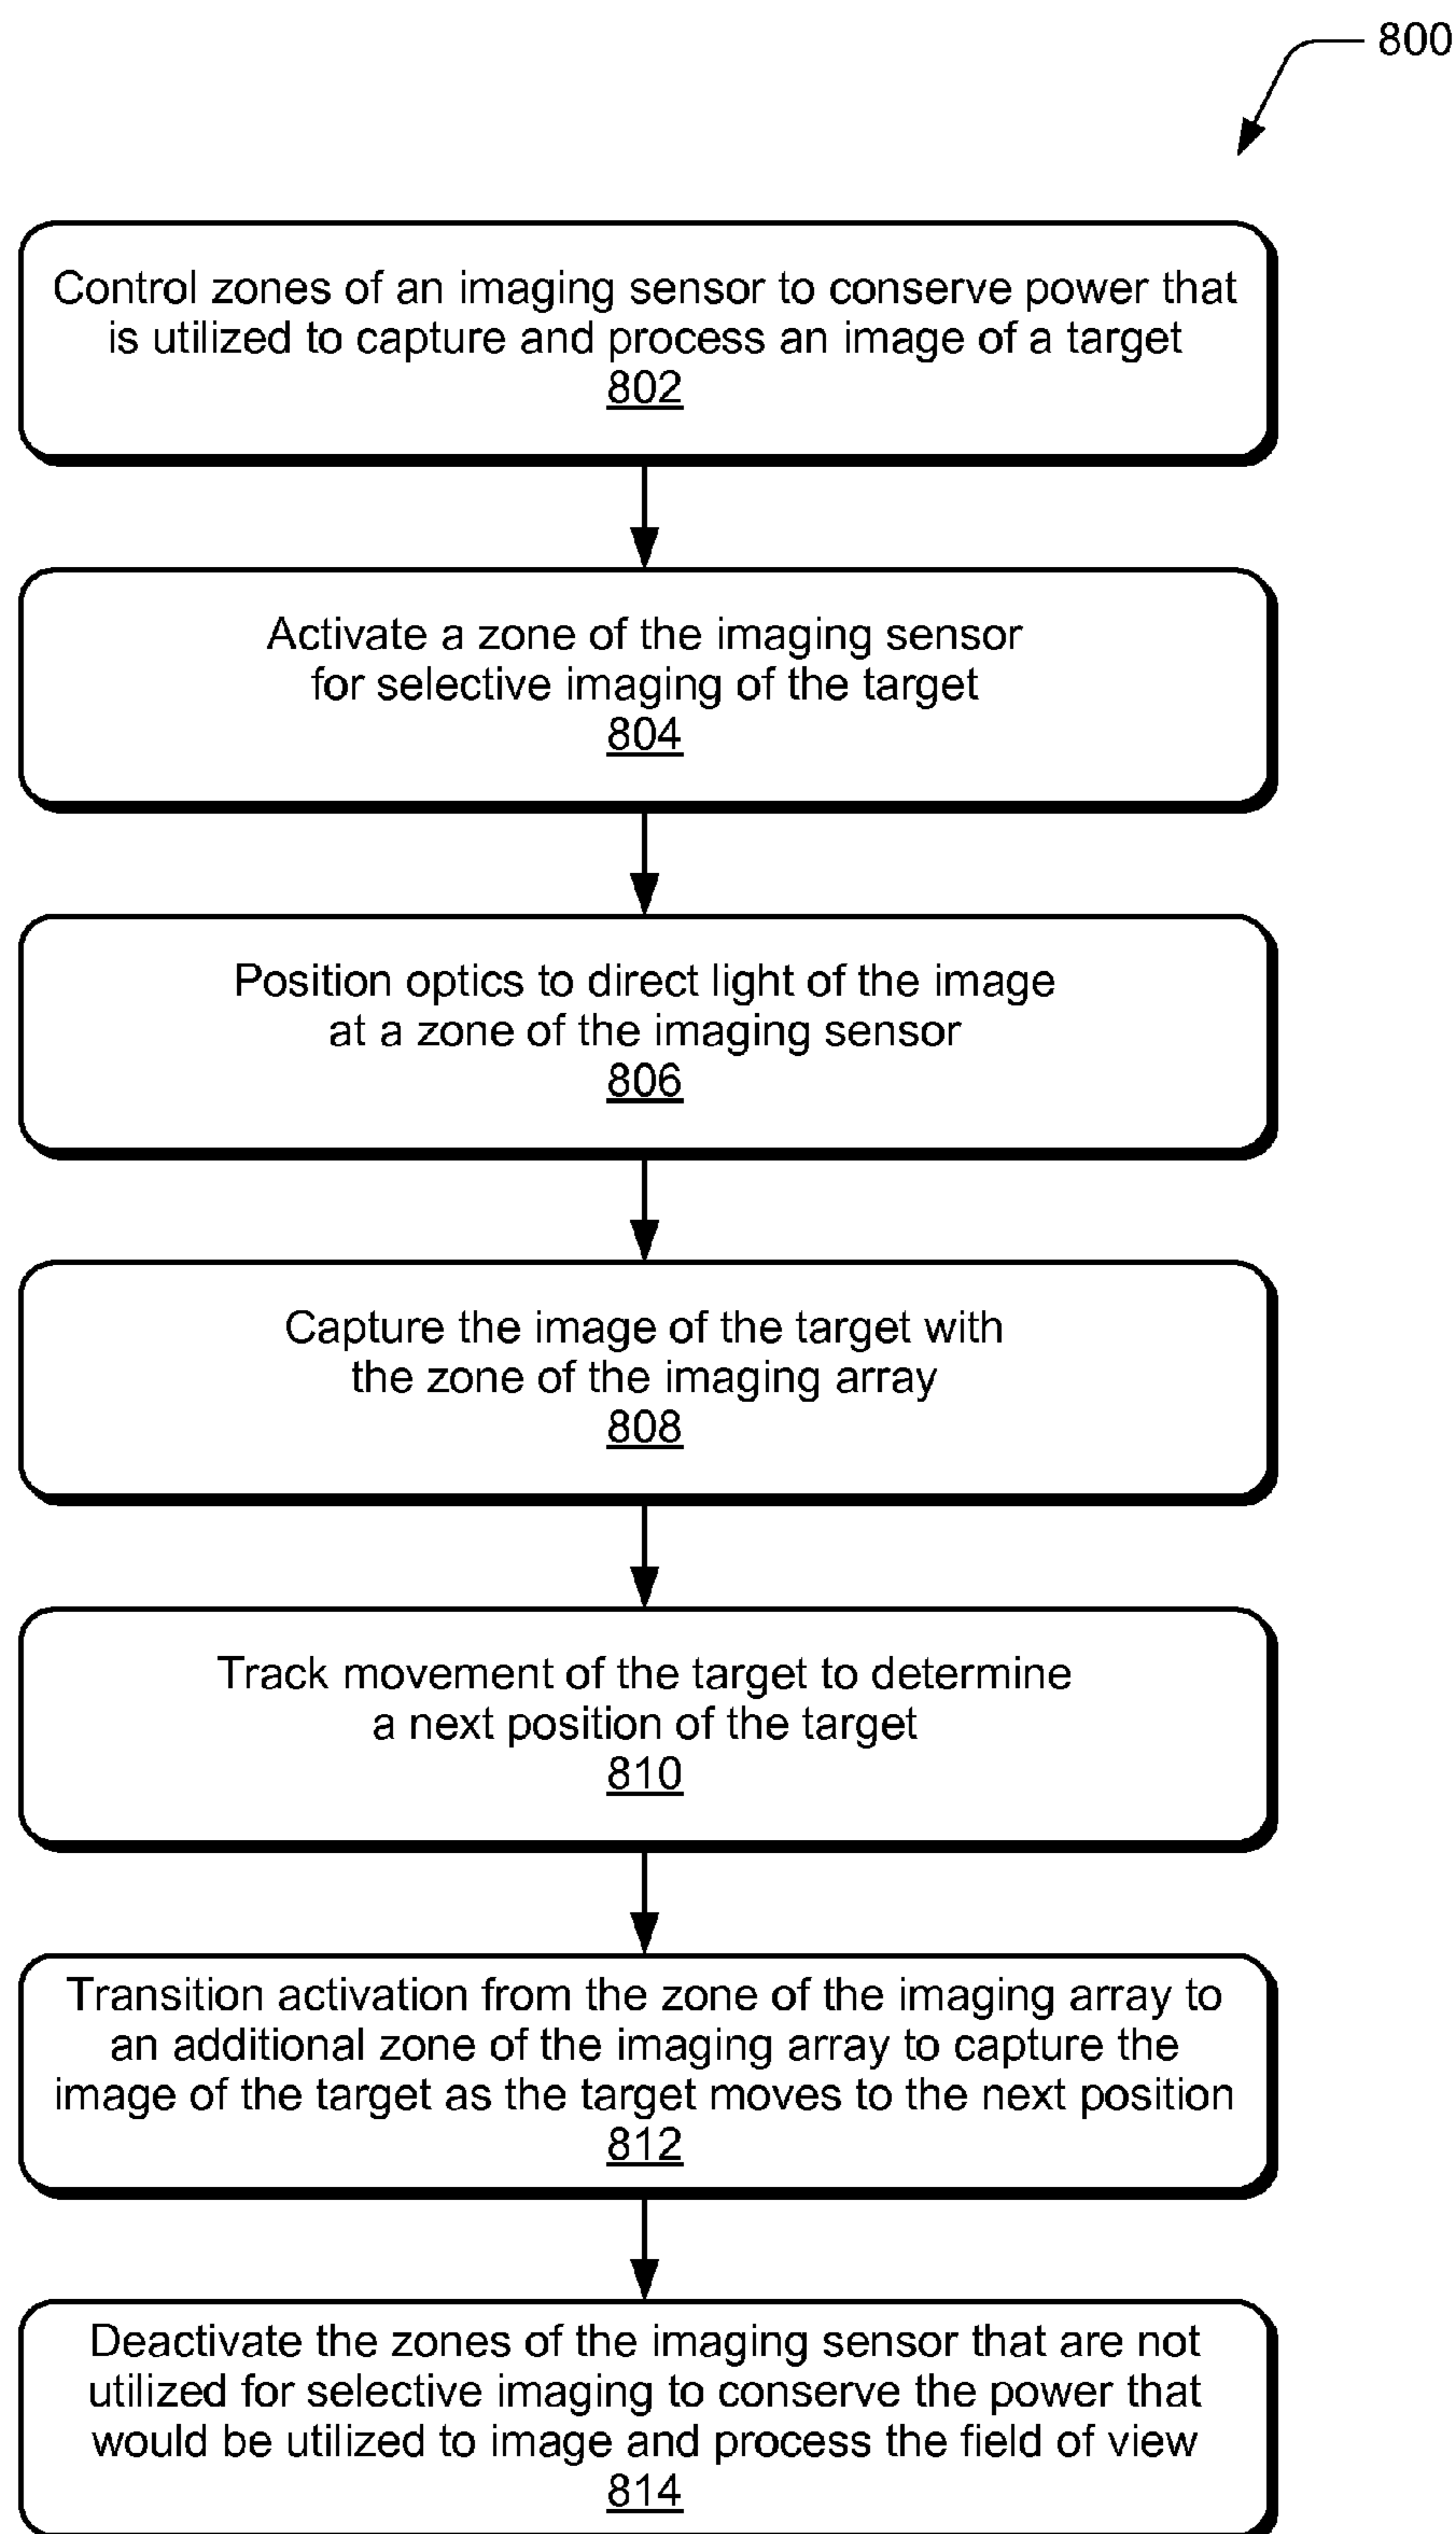 800
Control zones of an imaging sensor to conserve power that
is utilized to capture and process an image of a target
802
Activate a zone of the imaging sensor
for selective imaging of the target
804
Position optics to direct light of the image
at a zone of the imaging sensor
806
Capture the image of the target with
the zone of the imaging array
808
Track movement of the target to determine
a next position of the target
810
Transition activation from the zone of the imaging array to
an additional zone of the imaging array to capture the
image of the target as the target moves to the next position
812
Deactivate the zones of the imaging sensor that are not
utilized for selective imaging to conserve the power that
would be utilized to image and process the field of view
814